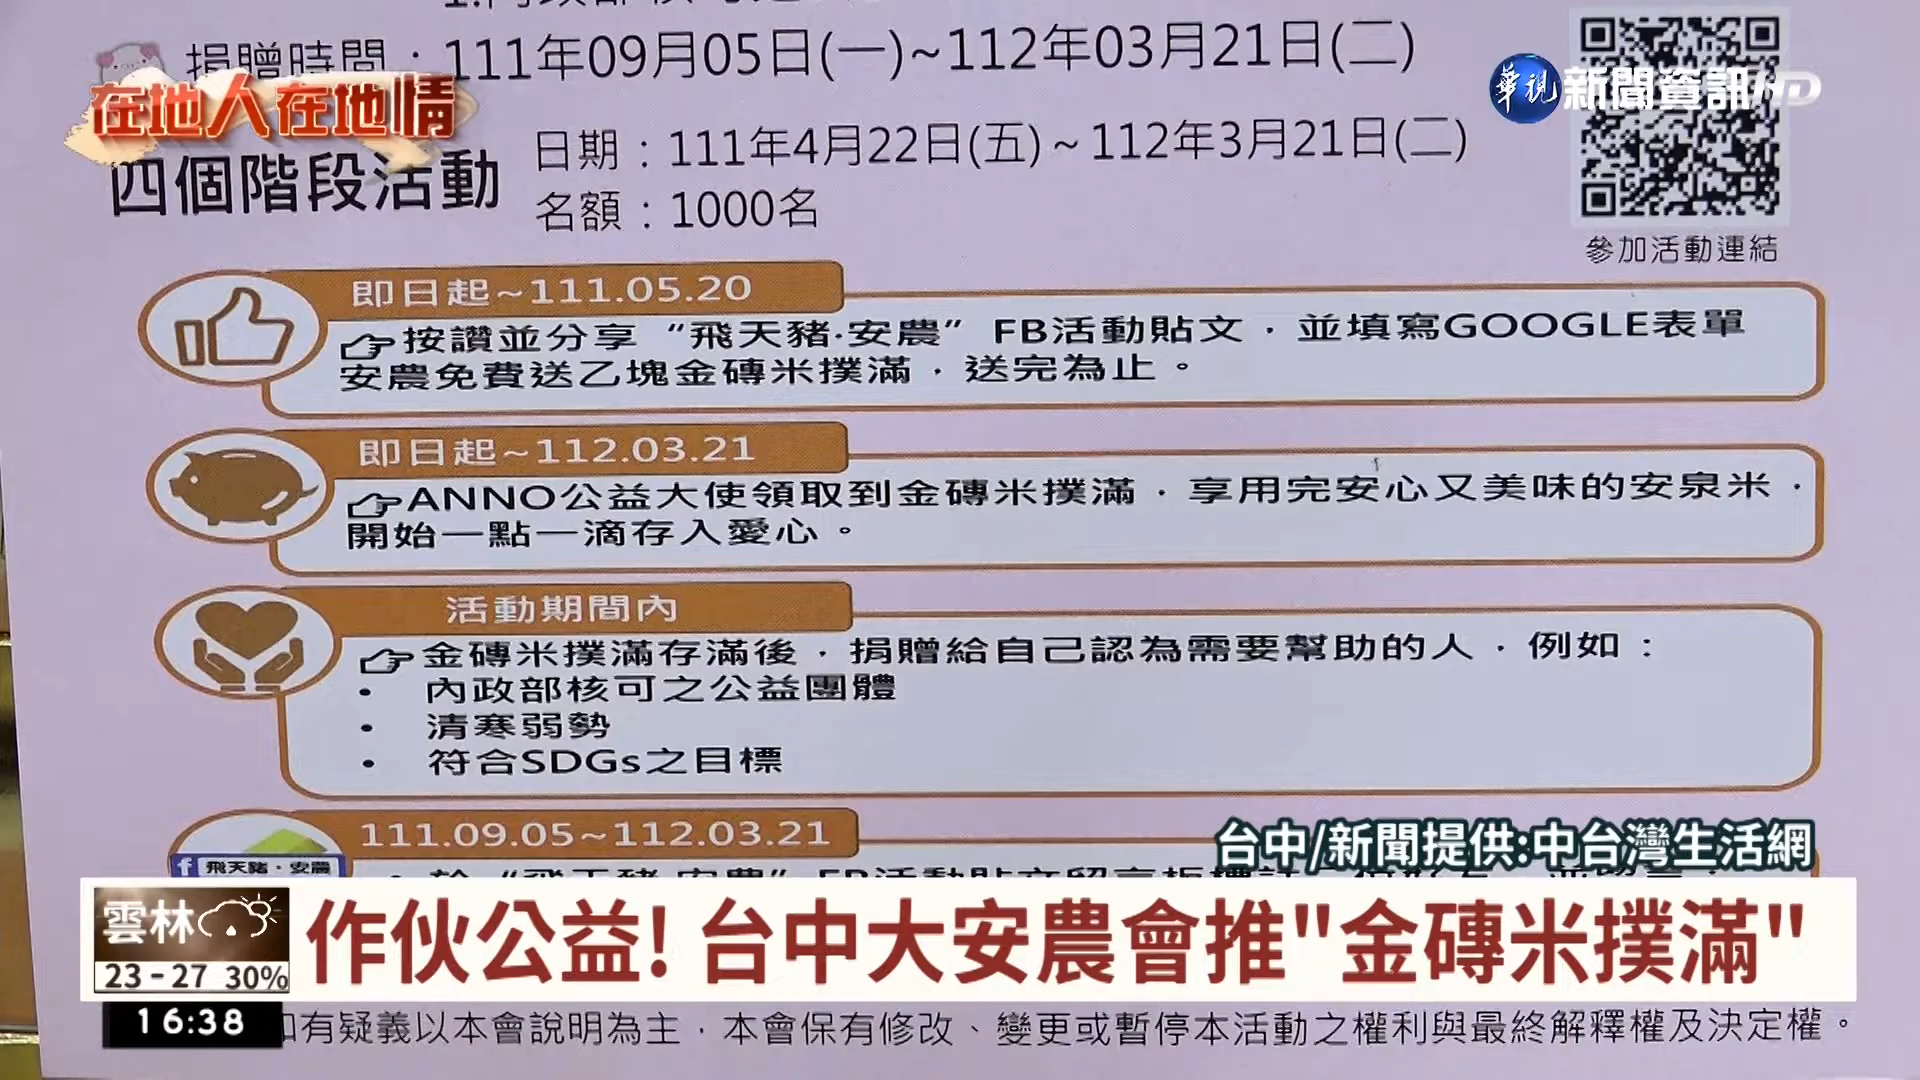 捐贈時間：111年09月05日(一)~112年03月21日(二)
在地人在地情
華視新聞資訊HD
四個階段活動
日期：111年4月22日(五)~112年3月21日(二)
名額：1000名
參加活動連結
即日起~111.05.20
按讚並分享“飛天豬·安農”FB活動貼文，並填寫GOOGLE表單
安農免費送乙塊金磚米撲滿，送完為止。
即日起~112.03.21
ANNO公益大使領取到金磚米撲滿，享用完安心又美味的安泉米，
開始一點一滴存入愛心。
活動期間內
金磚米撲滿存滿後，捐贈給自己認為需要幫助的人，例如：
• 內政部核可之公益團體
• 清寒弱勢
• 符合SDGs之目標
111.09.05~112.03.21
台中/新聞提供:中台灣生活網
f 飛天豬·安農
雲林
23-27 30%
作伙公益! 台中大安農會推"金磚米撲滿"
16:38
有疑義以本會說明為主，本會保有修改、變更或暫停本活動之權利與最終解釋權及決定權。